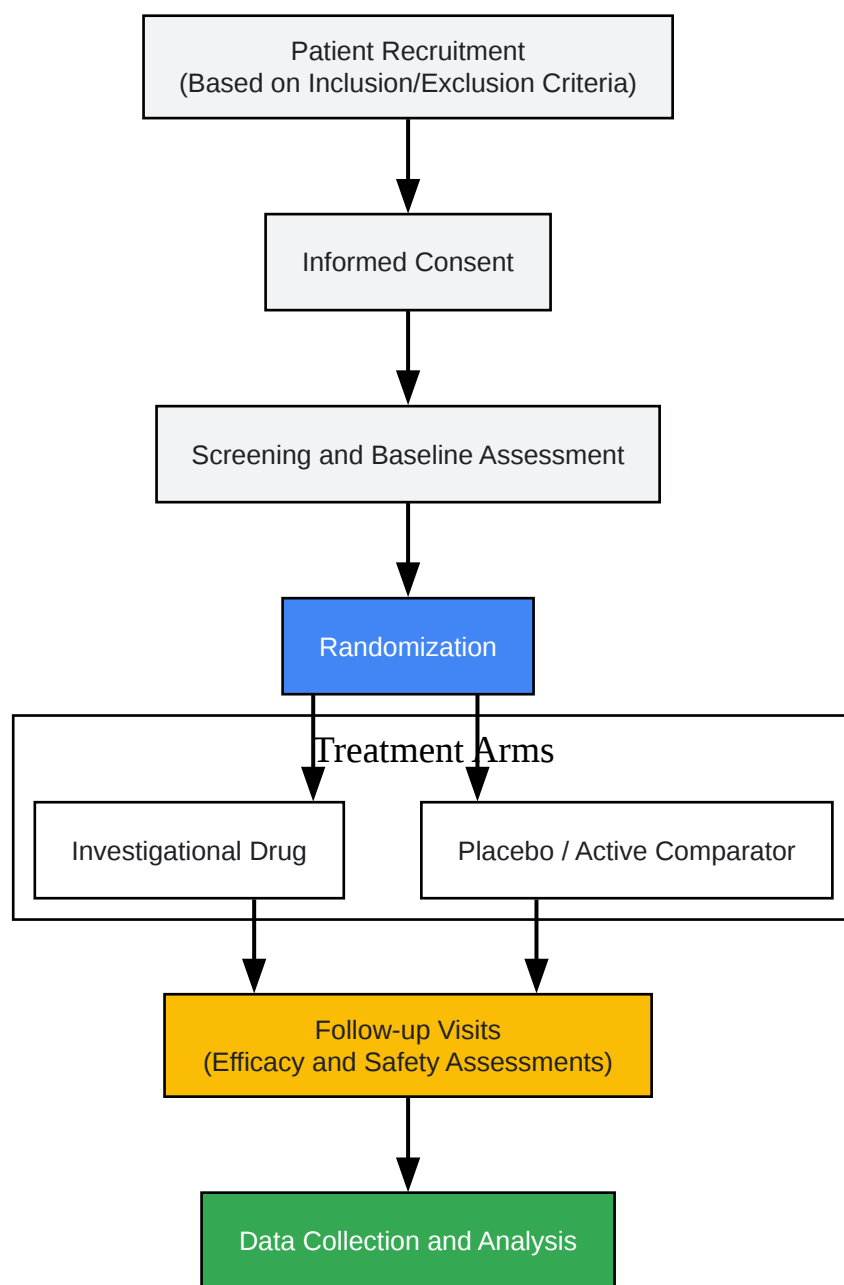 Patient Recruitment
(Based on Inclusion/Exclusion Criteria)
Informed Consent
Screening and Baseline Assessment
Randomization
Treatment Arms
Investigational Drug
Placebo / Active Comparator
Follow-up Visits
(Efficacy and Safety Assessments)
Data Collection and Analysis